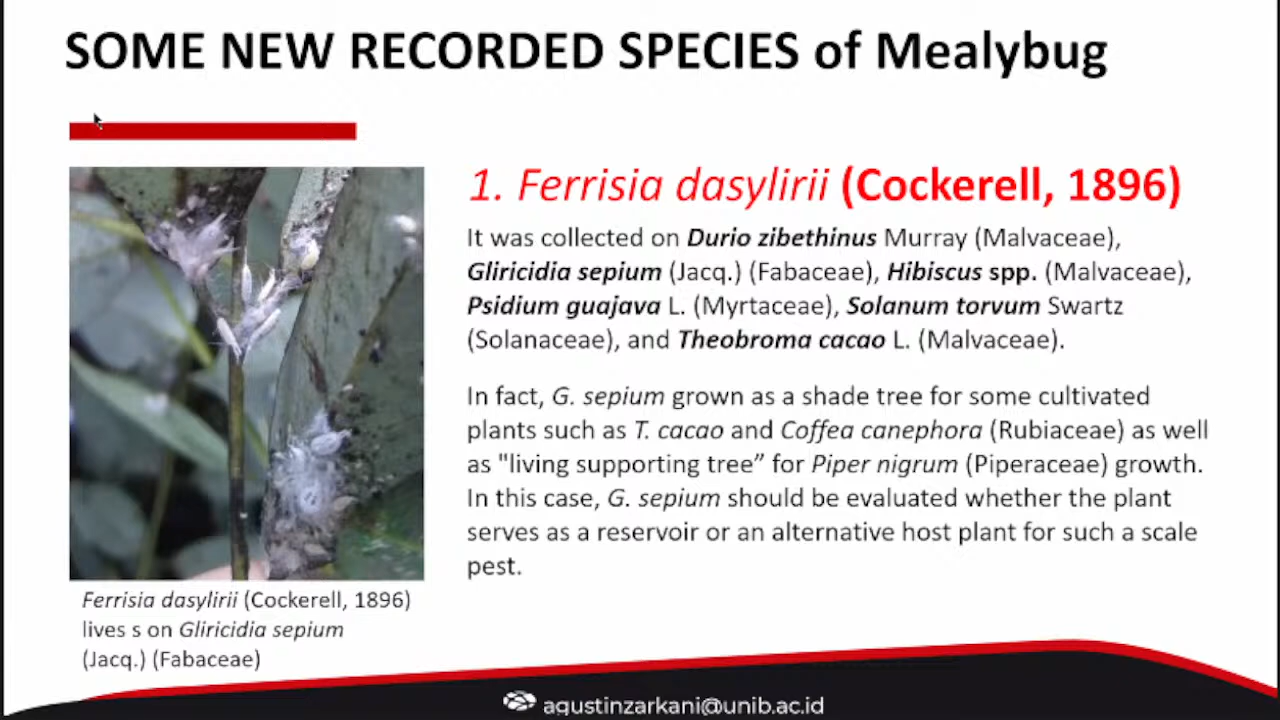 SOME NEW RECORDED SPECIES of Mealybug
1. Ferrisia dasylirii (Cockerell, 1896)
It was collected on Durio zibethinus Murray (Malvaceae),
Gliricidia sepium (Jacq.) (Fabaceae), Hibiscus spp. (Malvaceae),
Psidium guajava L. (Myrtaceae), Solanum torvum Swartz
(Solanaceae), and Theobroma cacao L. (Malvaceae).
In fact, G. sepium grown as a shade tree for some cultivated
plants such as T. cacao and Coffea canephora (Rubiaceae) as well
as "living supporting tree” for Piper nigrum (Piperaceae) growth.
In this case, G. sepium should be evaluated whether the plant
serves as a reservoir or an alternative host plant for such a scale
pest.
Ferrisia dasylirii (Cockerell, 1896)
lives s on Gliricidia sepium
(Jacq.) (Fabaceae)
agustinzarkani@unib.ac.id